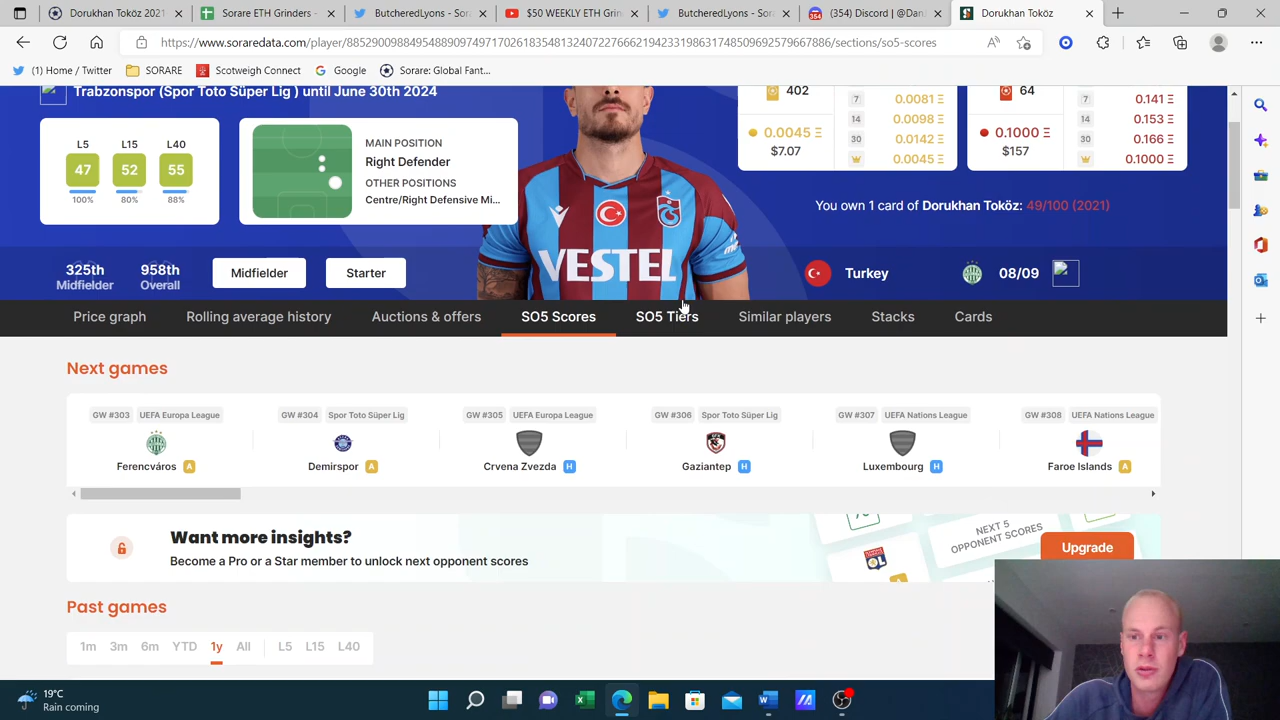 Dorukhan Toköz 2021
Sorare ETH Grinders -
ButcheredLyons - Sora
$50 WEEKLY ETH Grin
ButcheredLyons - Sora
(354) Discord | @DarL
Dorukhan Toköz
https://www.soraredata.com/player/88529009884954889097497170261835481324072276662194233198631748509692579667886/sections/so5-scores
(1) Home / Twitter
SORARE
Scotweigh Connect
Google
Sorare: Global Fant...
Trabzonspor (Spor Toto Süper Lig ) until June 30th 2024
L5 L15 L40
47 52 55
100% 80% 88%
MAIN POSITION
Right Defender
OTHER POSITIONS
Centre/Right Defensive Mi...
402
0.0045 Ξ
$7.07
7 0.0081 Ξ
14 0.0098 Ξ
30 0.0142 Ξ
0.0045 Ξ
64
0.1000 Ξ
$157
7 0.141 Ξ
14 0.153 Ξ
30 0.166 Ξ
0.1000 Ξ
You own 1 card of Dorukhan Toköz: 49/100 (2021)
VESTEL
325th
Midfielder
958th
Overall
Midfielder
Starter
Turkey
08/09
Price graph
Rolling average history
Auctions & offers
SO5 Scores
SO5 Tiers
Similar players
Stacks
Cards
Next games
GW #303 UEFA Europa League
Ferencváros A
GW #304 Spor Toto Süper Lig
Demirspor A
GW #305 UEFA Europa League
Crvena Zvezda H
GW #306 Spor Toto Süper Lig
Gaziantep H
GW #307 UEFA Nations League
Luxembourg H
GW #308 UEFA Nations League
Faroe Islands A
Want more insights?
Become a Pro or a Star member to unlock next opponent scores
NEXT 5
OPPONENT SCORES
Upgrade
Past games
1m 3m 6m YTD 1y All L5 L15 L40
19°C
Rain coming